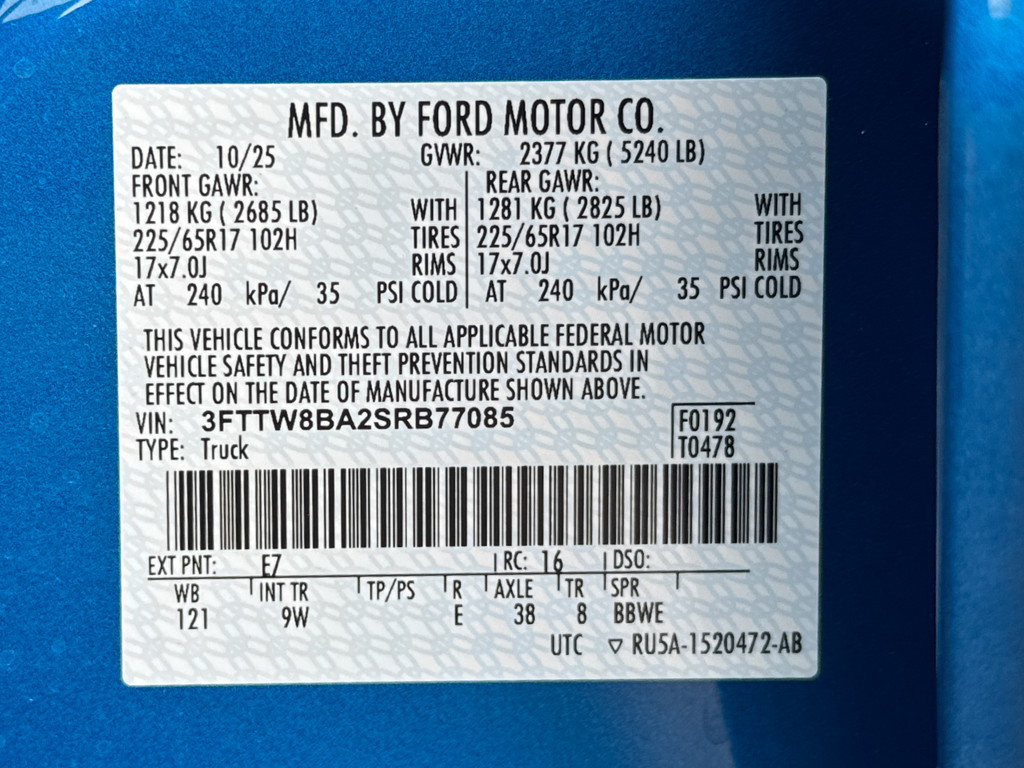 MFD. BY FORD MOTOR CO.
DATE: 10/25 GVWR: 2377 KG ( 5240 LB)
FRONT GAWR: REAR GAWR:
1218 KG ( 2685 LB) WITH 1281 KG ( 2825 LB) WITH
225/65R17 102H TIRES 225/65R17 102H TIRES
17x7.0J RIMS 17x7.0J RIMS
AT 240 kPa/ 35 PSI COLD AT 240 kPa/ 35 PSI COLD
THIS VEHICLE CONFORMS TO ALL APPLICABLE FEDERAL MOTOR
VEHICLE SAFETY AND THEFT PREVENTION STANDARDS IN
EFFECT ON THE DATE OF MANUFACTURE SHOWN ABOVE.
VIN: 3FTTW8BA2SRB77085 F0192
TYPE: Truck T0478
EXT PNT: E7 RC: 16 DSO:
WB INT TR TP/PS R AXLE TR SPR
121 9W E 38 8 BBWE
UTC ▽ RU5A-1520472-AB